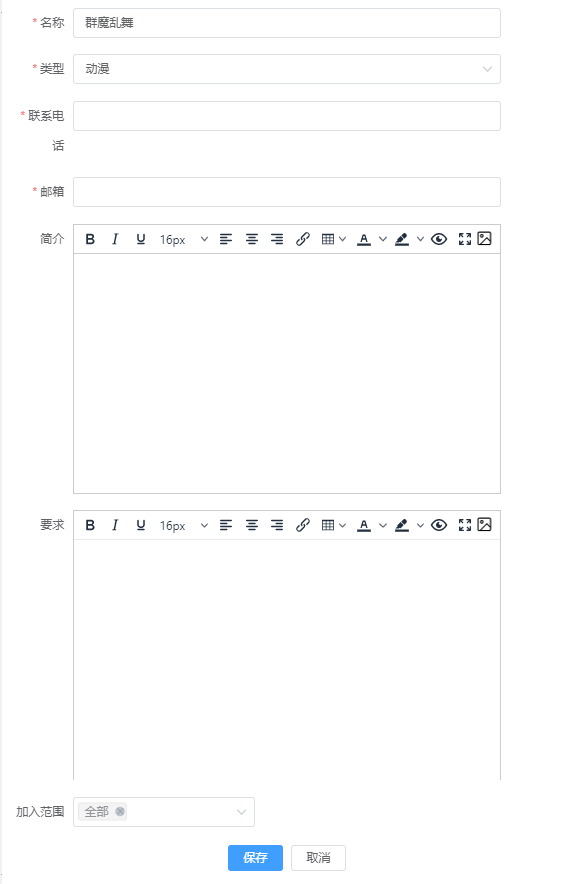 * 名称 群魔乱舞
* 类型 动漫
* 联系电
话
* 邮箱
简介 B I U 16px A
要求 B I U 16px A
加入范围 全部
保存 取消